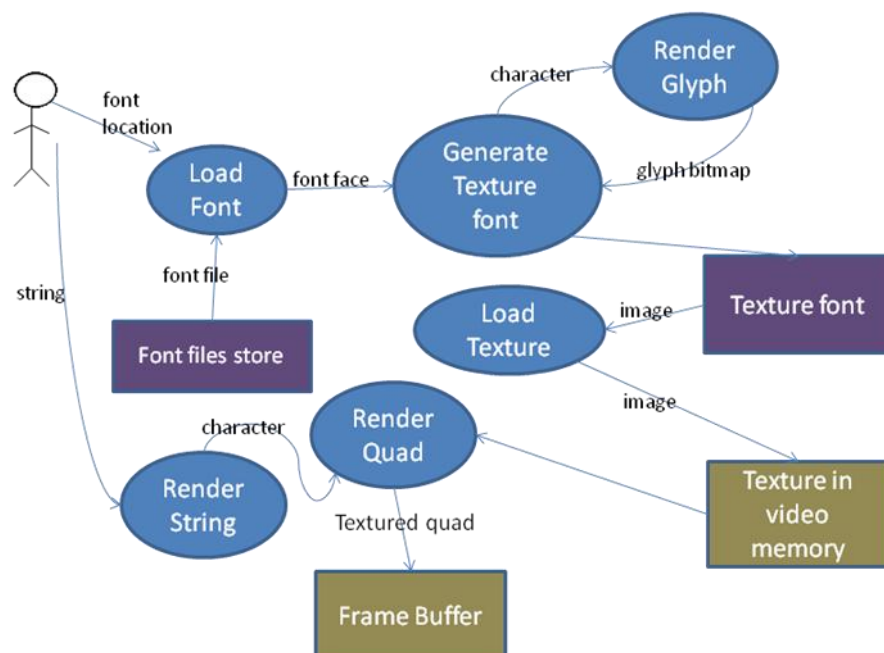 Render
Glyph
character
font
location
Generate
Texture
font
Load
Font
font face
glyph bitmap
font file
string
Texture font
Load
Texture
image
Font files store
image
Render
Quad
character
Render
String
Texture in
video
memory
Textured quad
Frame Buffer